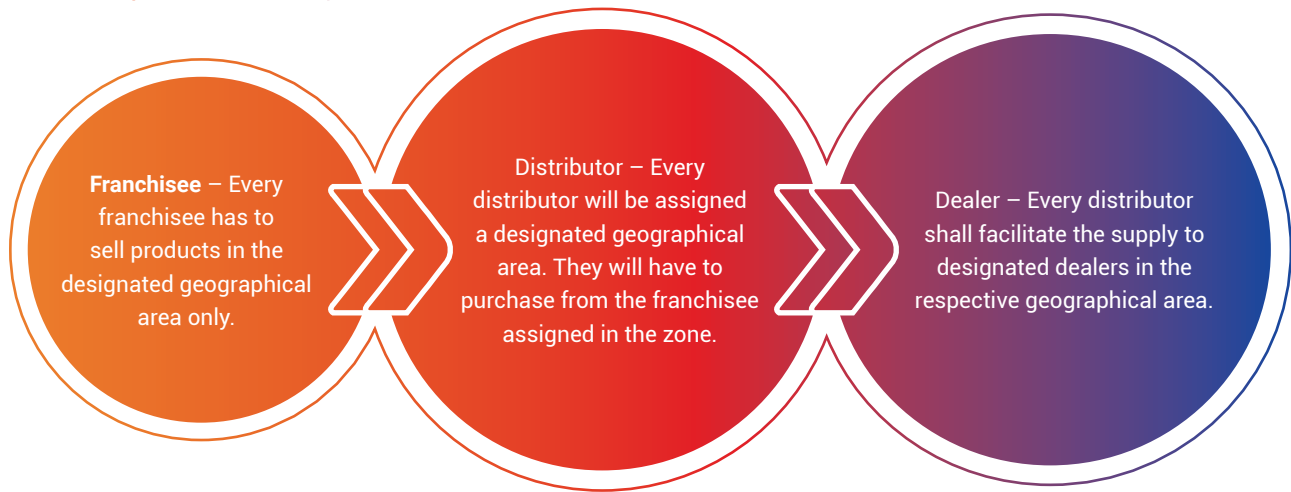 Franchisee – Every
franchisee has to
sell products in the
designated geographical
area only.
Distributor – Every
distributor will be assigned
a designated geographical
area. They will have to
purchase from the franchisee
assigned in the zone.
Dealer – Every distributor
shall facilitate the supply to
designated dealers in the
respective geographical area.